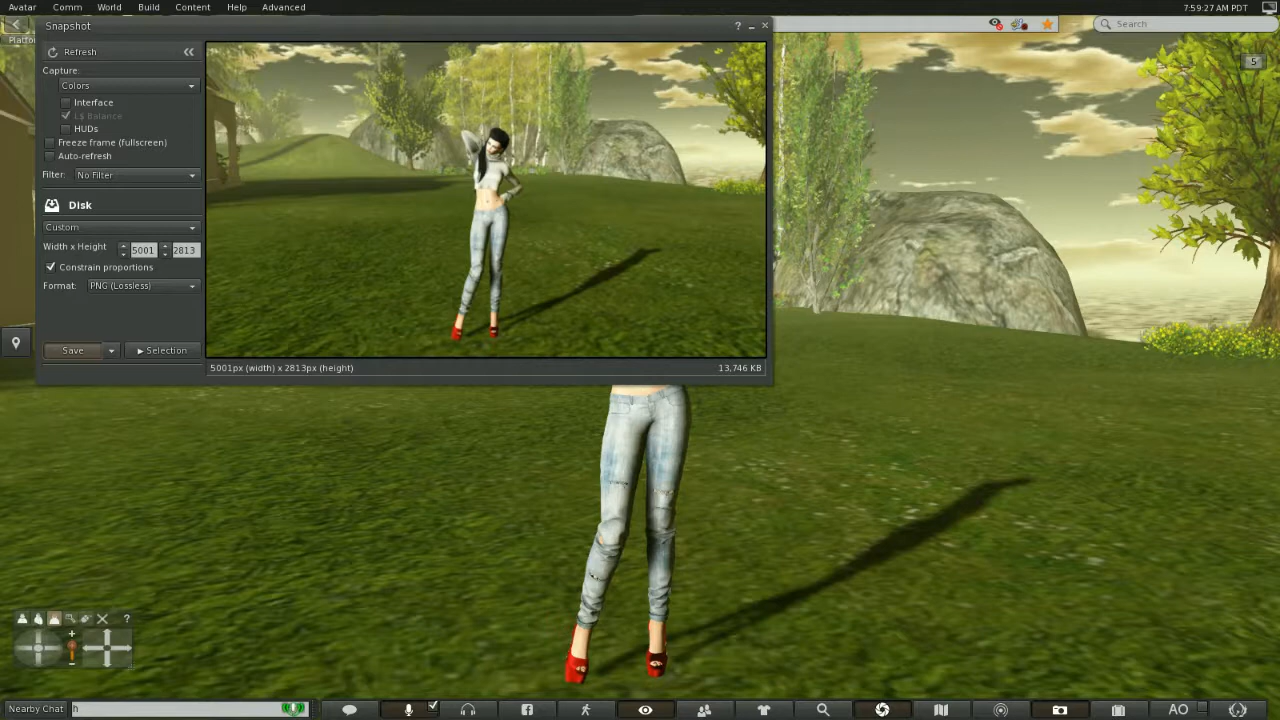 Avatar Comm World Build Content Help Advanced 7:59:27 AM PDT
Snapshot ? Search
Platfo
Refresh
5
Capture:
Colors
Interface
L$ Balance
HUDs
Freeze frame (fullscreen)
Auto-refresh
Filter: No Filter
Disk
Custom
Width x Height 5001 2813
Constrain proportions
Format: PNG (Lossless)
Save Selection
5001px (width) x 2813px (height) 13,746 KB
?
Nearby Chat h AO